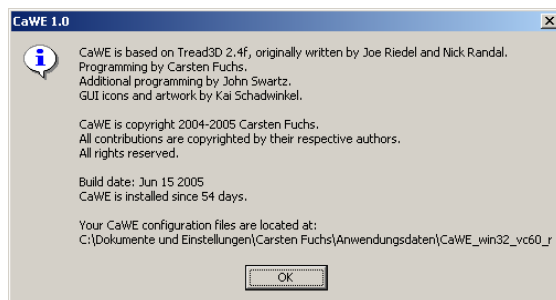 CaWE 1.0
CaWE is based on Tread3D 2.4f, originally written by Joe Riedel and Nick Randal.
Programming by Carsten Fuchs.
Additional programming by John Swartz.
GUI icons and artwork by Kai Schadwinkel.
CaWE is copyright 2004-2005 Carsten Fuchs.
All contributions are copyrighted by their respective authors.
All rights reserved.
Build date: Jun 15 2005
CaWE is installed since 54 days.
Your CaWE configuration files are located at:
C:\Dokumente und Einstellungen\Carsten Fuchs\Anwendungsdaten\CaWE_win32_vc60_r
OK